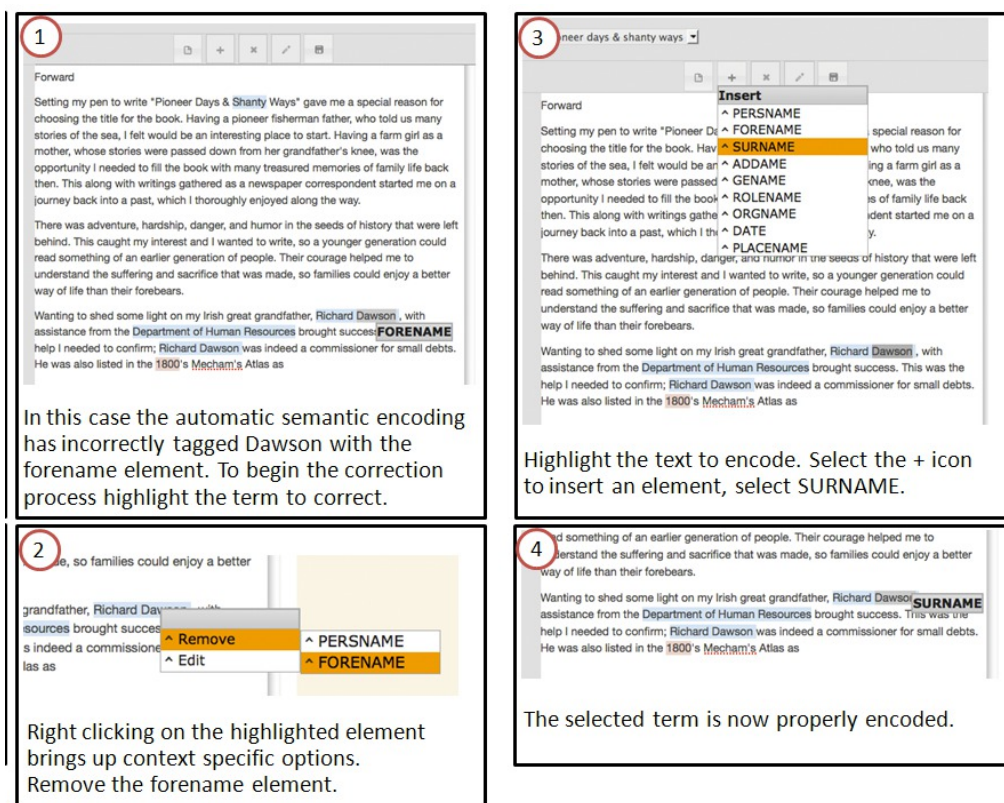 1
Forward
Setting my pen to write "Pioneer Days & Shanty Ways" gave me a special reason for
choosing the title for the book. Having a pioneer fisherman father, who told us many
stories of the sea, I felt would be an interesting place to start. Having a farm girl as a
mother, whose stories were passed down from her grandfather's knee, was the
opportunity I needed to fill the book with many treasured memories of family life back
then. This along with writings gathered as a newspaper correspondent started me on a
journey back into a past, which I thoroughly enjoyed along the way.
There was adventure, hardship, danger, and humor in the seeds of history that were left
behind. This caught my interest and I wanted to write, so a younger generation could
read something of an earlier generation of people. Their courage helped me to
understand the suffering and sacrifice that was made, so families could enjoy a better
way of life than their forebears.
Wanting to shed some light on my Irish great grandfather, Richard Dawson , with
assistance from the Department of Human Resources brought success FORENAME
help I needed to confirm; Richard Dawson was indeed a commissioner for small debts.
He was also listed in the 1800's Mecham's Atlas as
In this case the automatic semantic encoding
has incorrectly tagged Dawson with the
forename element. To begin the correction
process highlight the term to correct.
2
de, so families could enjoy a better
grandfather, Richard Dawson , with
sources brought succes
s indeed a commissione
las as
^ Remove
^ Edit
^ PERSNAME
^ FORENAME
Right clicking on the highlighted element
brings up context specific options.
Remove the forename element.
3
oneer days & shanty ways
Insert
^ PERSNAME
^ FORENAME
^ SURNAME
^ ADDAME
^ GENAME
^ ROLENAME
^ ORGNAME
^ DATE
^ PLACENAME
Forward
Setting my pen to write "Pioneer Da special reason for
choosing the title for the book. Hav who told us many
stories of the sea, I felt would be an ing a farm girl as a
mother, whose stories were passed knee, was the
opportunity I needed to fill the book s of family life back
then. This along with writings gathe dent started me on a
journey back into a past, which I th y.
There was adventure, hardship, danger, and humor in the seeds of history that were left
behind. This caught my interest and I wanted to write, so a younger generation could
read something of an earlier generation of people. Their courage helped me to
understand the suffering and sacrifice that was made, so families could enjoy a better
way of life than their forebears.
Wanting to shed some light on my Irish great grandfather, Richard Dawson , with
assistance from the Department of Human Resources brought success. This was the
help I needed to confirm; Richard Dawson was indeed a commissioner for small debts.
He was also listed in the 1800's Mecham's Atlas as
Highlight the text to encode. Select the + icon
to insert an element, select SURNAME.
4
d something of an earlier generation of people. Their courage helped me to
derstand the suffering and sacrifice that was made, so families could enjoy a better
way of life than their forebears.
Wanting to shed some light on my Irish great grandfather, Richard Dawson SURNAME
assistance from the Department of Human Resources brought success. This was the
help I needed to confirm; Richard Dawson was indeed a commissioner for small debts.
He was also listed in the 1800's Mecham's Atlas as
The selected term is now properly encoded.